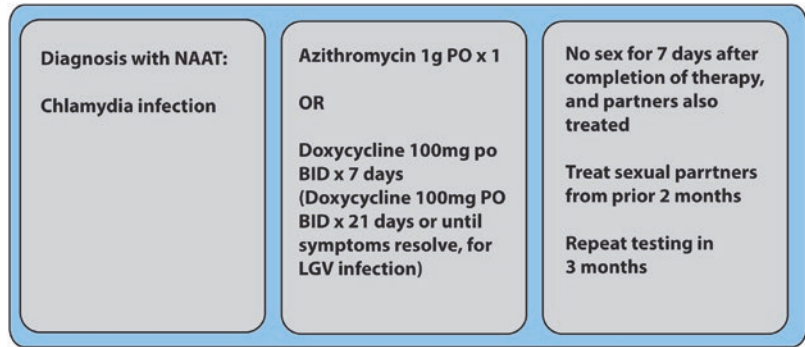 Diagnosis with NAAT:
Chlamydia infection
Azithromycin 1g PO x 1
OR
Doxycycline 100mg po
BID x 7 days
(Doxycycline 100mg PO
BID x 21 days or until
symptoms resolve, for
LGV infection)
No sex for 7 days after
completion of therapy,
and partners also
treated
Treat sexual parrtners
from prior 2 months
Repeat testing in
3 months